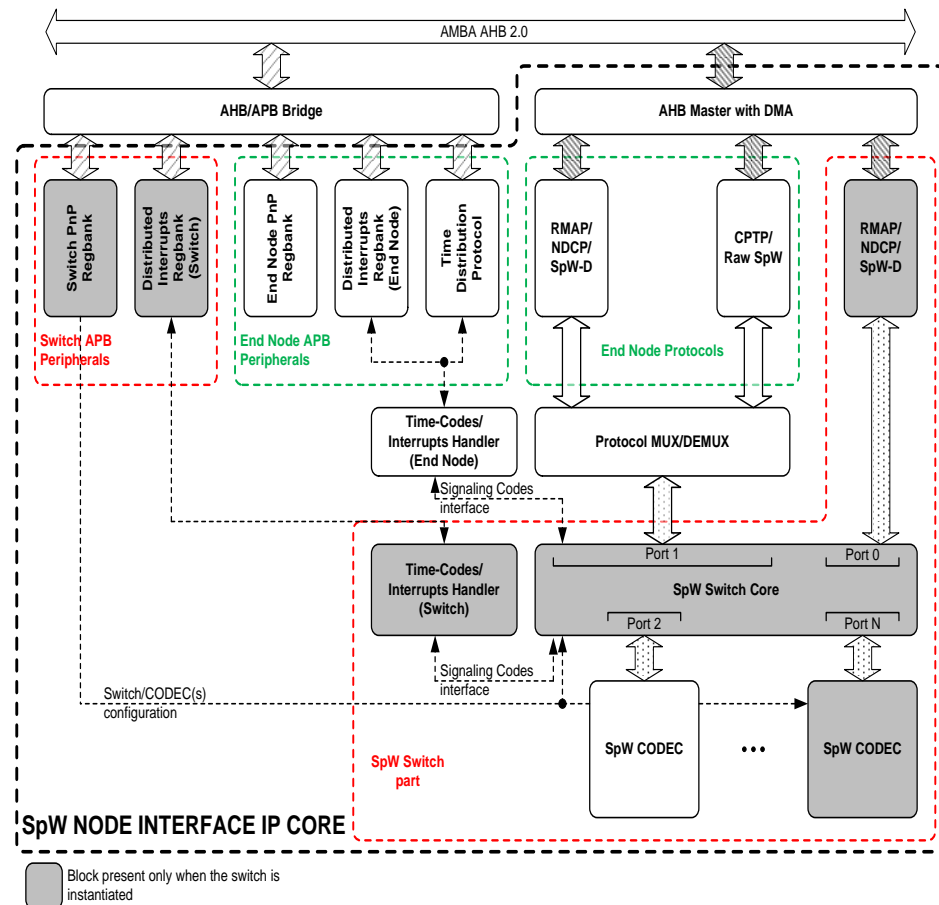 AMBA AHB 2.0
AHB/APB Bridge
AHB Master with DMA
Switch PnP
Regbank
Distributed
Interrupts
Regbank
(Switch)
End Node PnP
Regbank
Distributed
Interrupts
Regbank
(End Node)
Time
Distribution
Protocol
RMAP/
NDCP/
SpW-D
CPTP/
Raw SpW
RMAP/
NDCP/
SpW-D
Switch APB
Peripherals
End Node APB
Peripherals
End Node Protocols
Time-Codes/
Interrupts Handler
(End Node)
Protocol MUX/DEMUX
Signaling Codes
interface
Time-Codes/
Interrupts Handler
(Switch)
Port 1
Port 0
SpW Switch Core
Port 2
Port N
Signaling Codes
interface
Switch/CODEC(s)
configuration
SpW CODEC
...
SpW CODEC
SpW Switch
part
SpW NODE INTERFACE IP CORE
Block present only when the switch is
instantiated